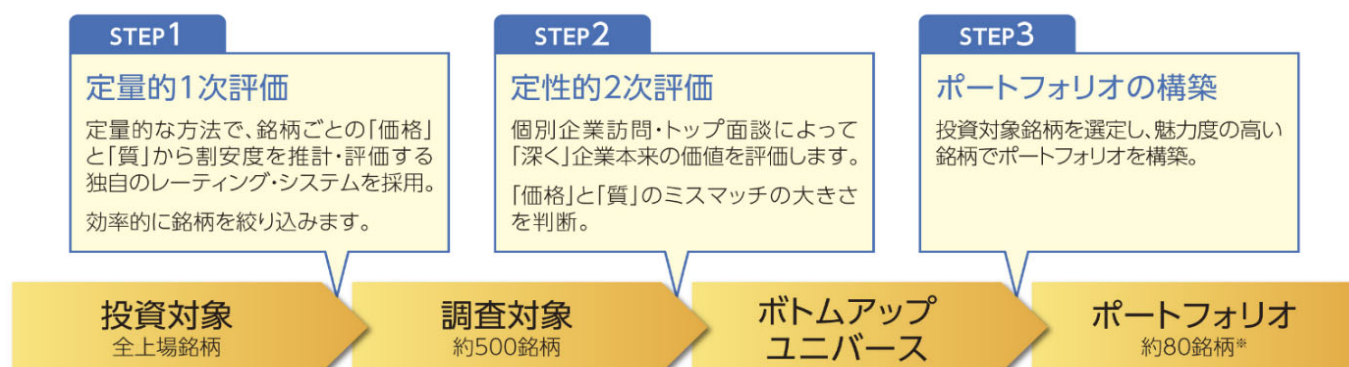 STEP1
定量的1次評価
定量的な方法で、銘柄ごとの「価格」
と「質」から割安度を推計・評価する
独自のレーティング・システムを採用。
効率的に銘柄を絞り込みます。
STEP2
定性的2次評価
個別企業訪問・トップ面談によって
「深く」企業本来の価値を評価します。
「価格」と「質」のミスマッチの大きさ
を判断。
STEP3
ポートフォリオの構築
投資対象銘柄を選定し、魅力度の高い
銘柄でポートフォリオを構築。
投資対象
全上場銘柄
調査対象
約500銘柄
ボトムアップ
ユニバース
ポートフォリオ
約80銘柄※